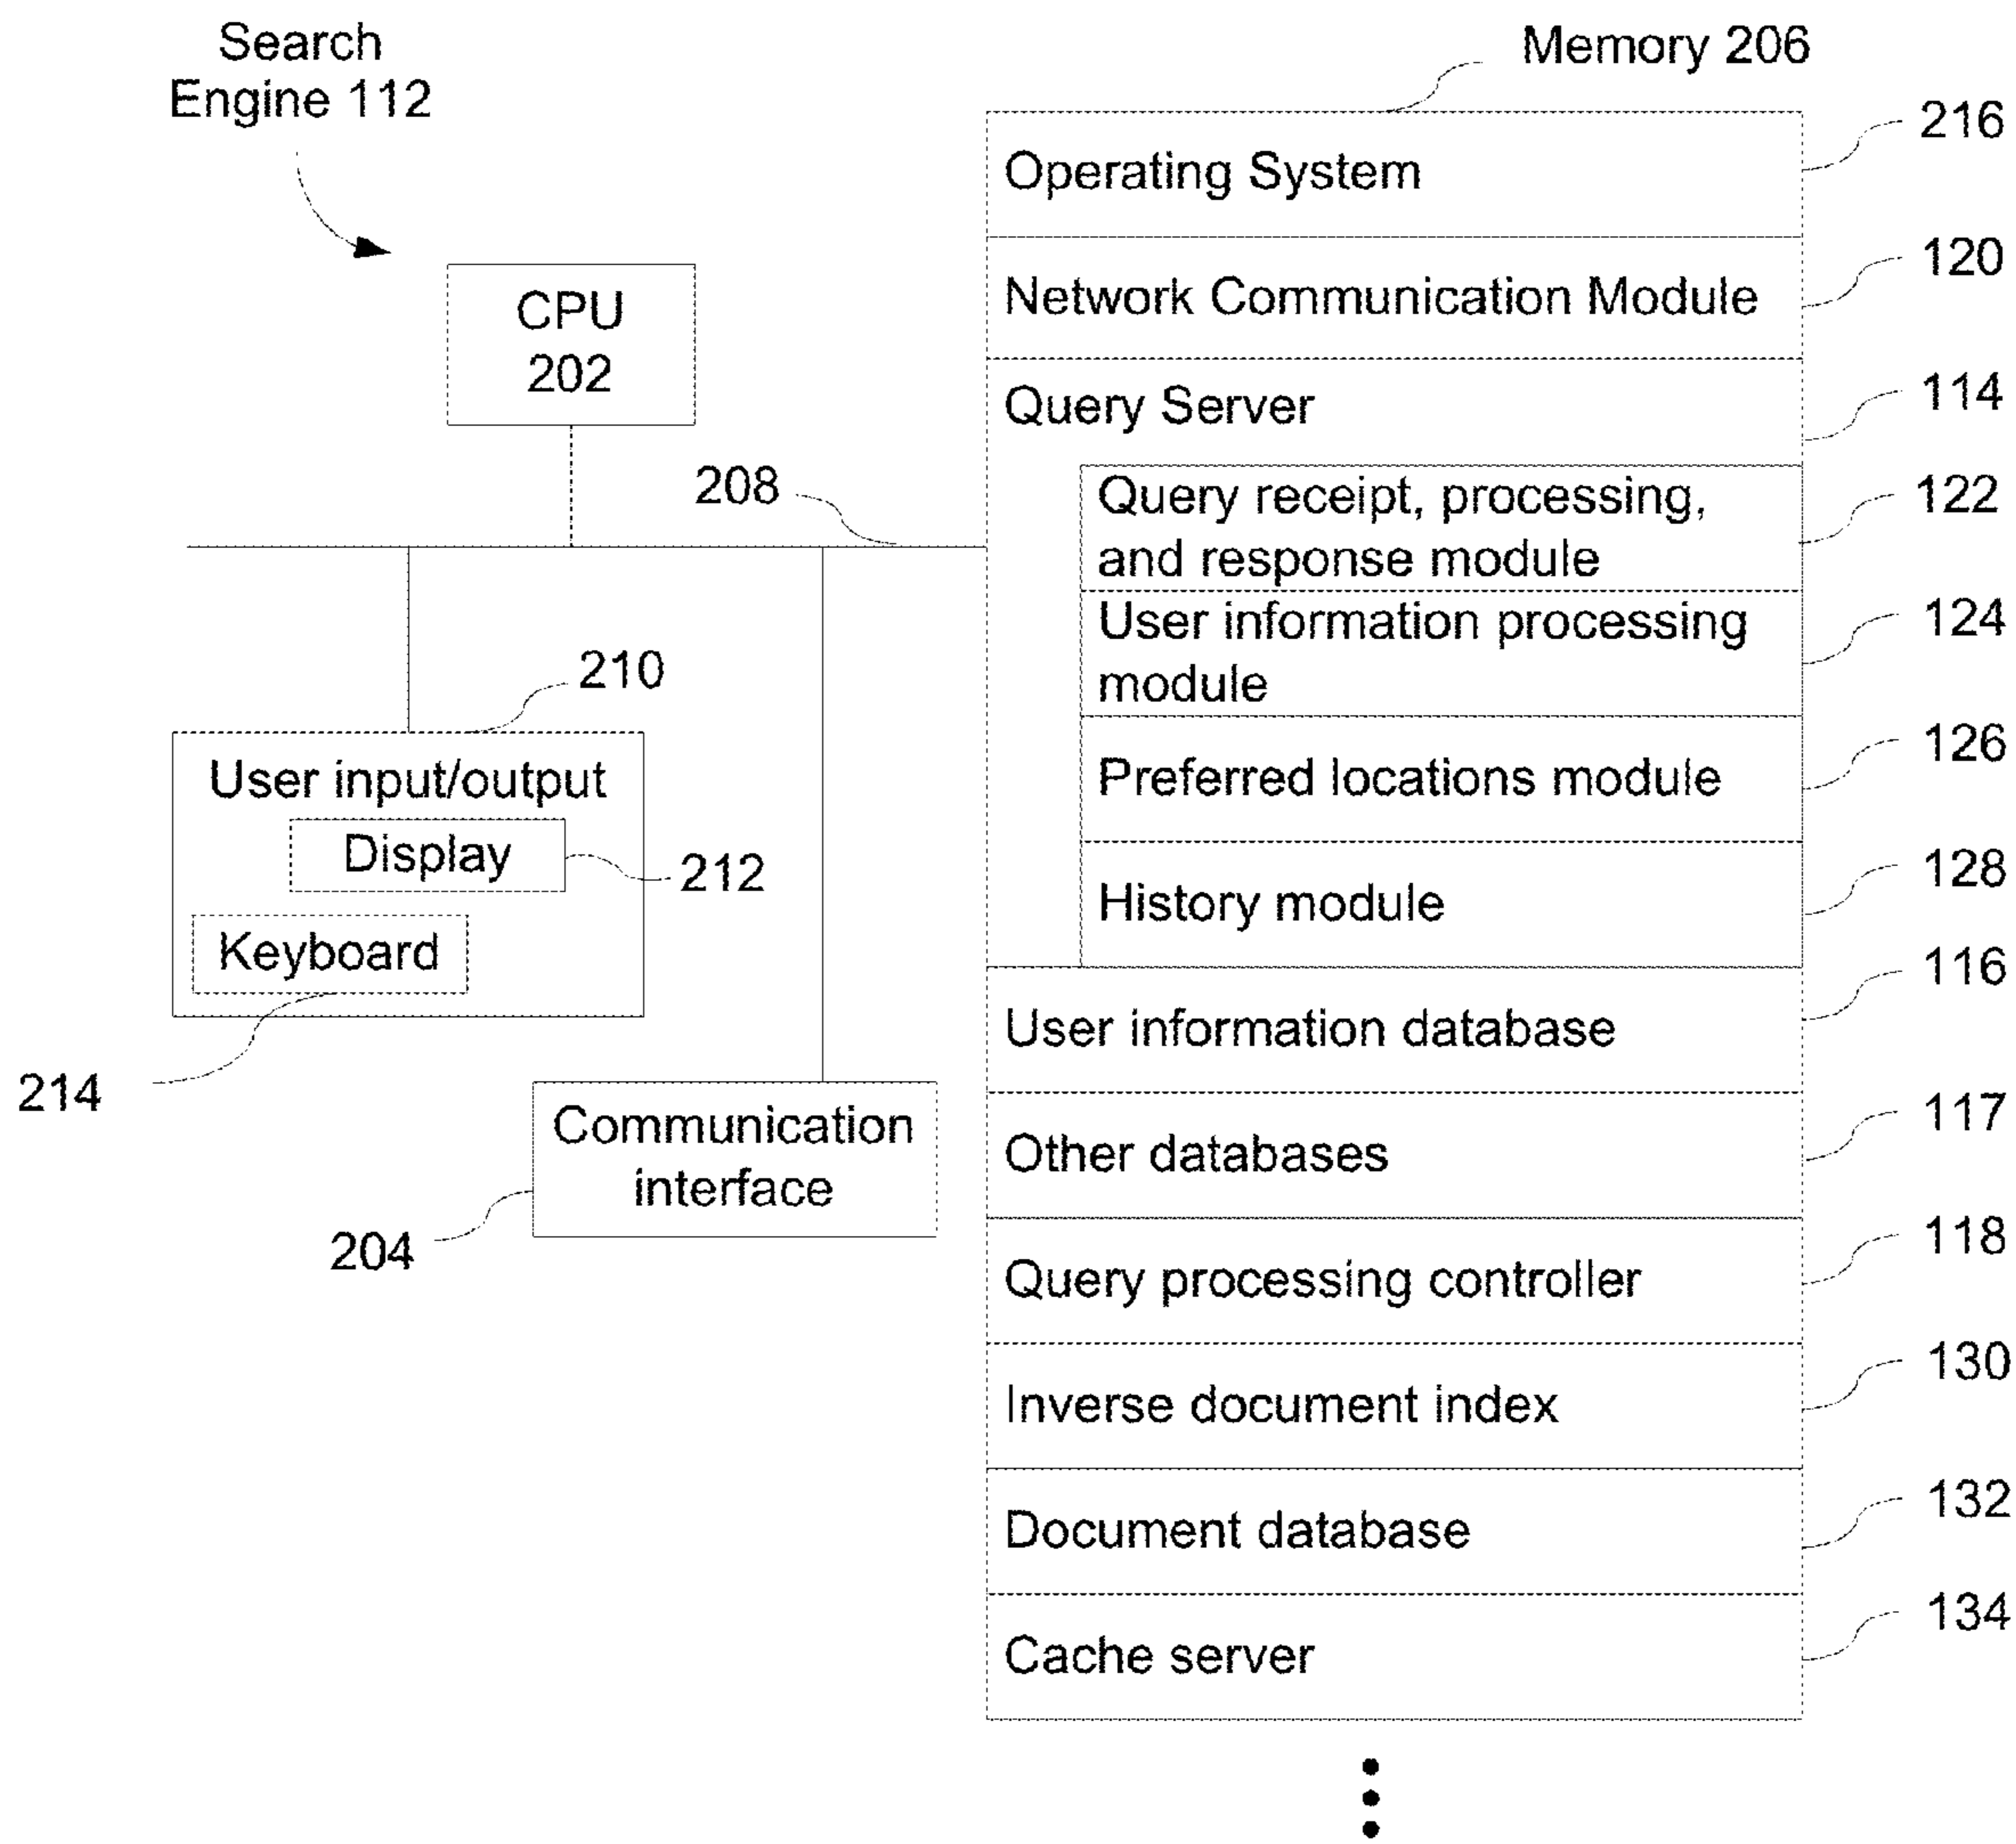 Search
Engine 112
Memory 206
216
Operating System
120
Network Communication Module
CPU
202
114
Query Server
208
122
Query receipt, processing,
and response module
124
User information processing
module
210
126
Preferred locations module
User input/output
Display
212
128
History module
Keyboard
214
116
User information database
117
Other databases
Communication
interface
204
118
Query processing controller
130
Inverse document index
132
Document database
134
Cache server